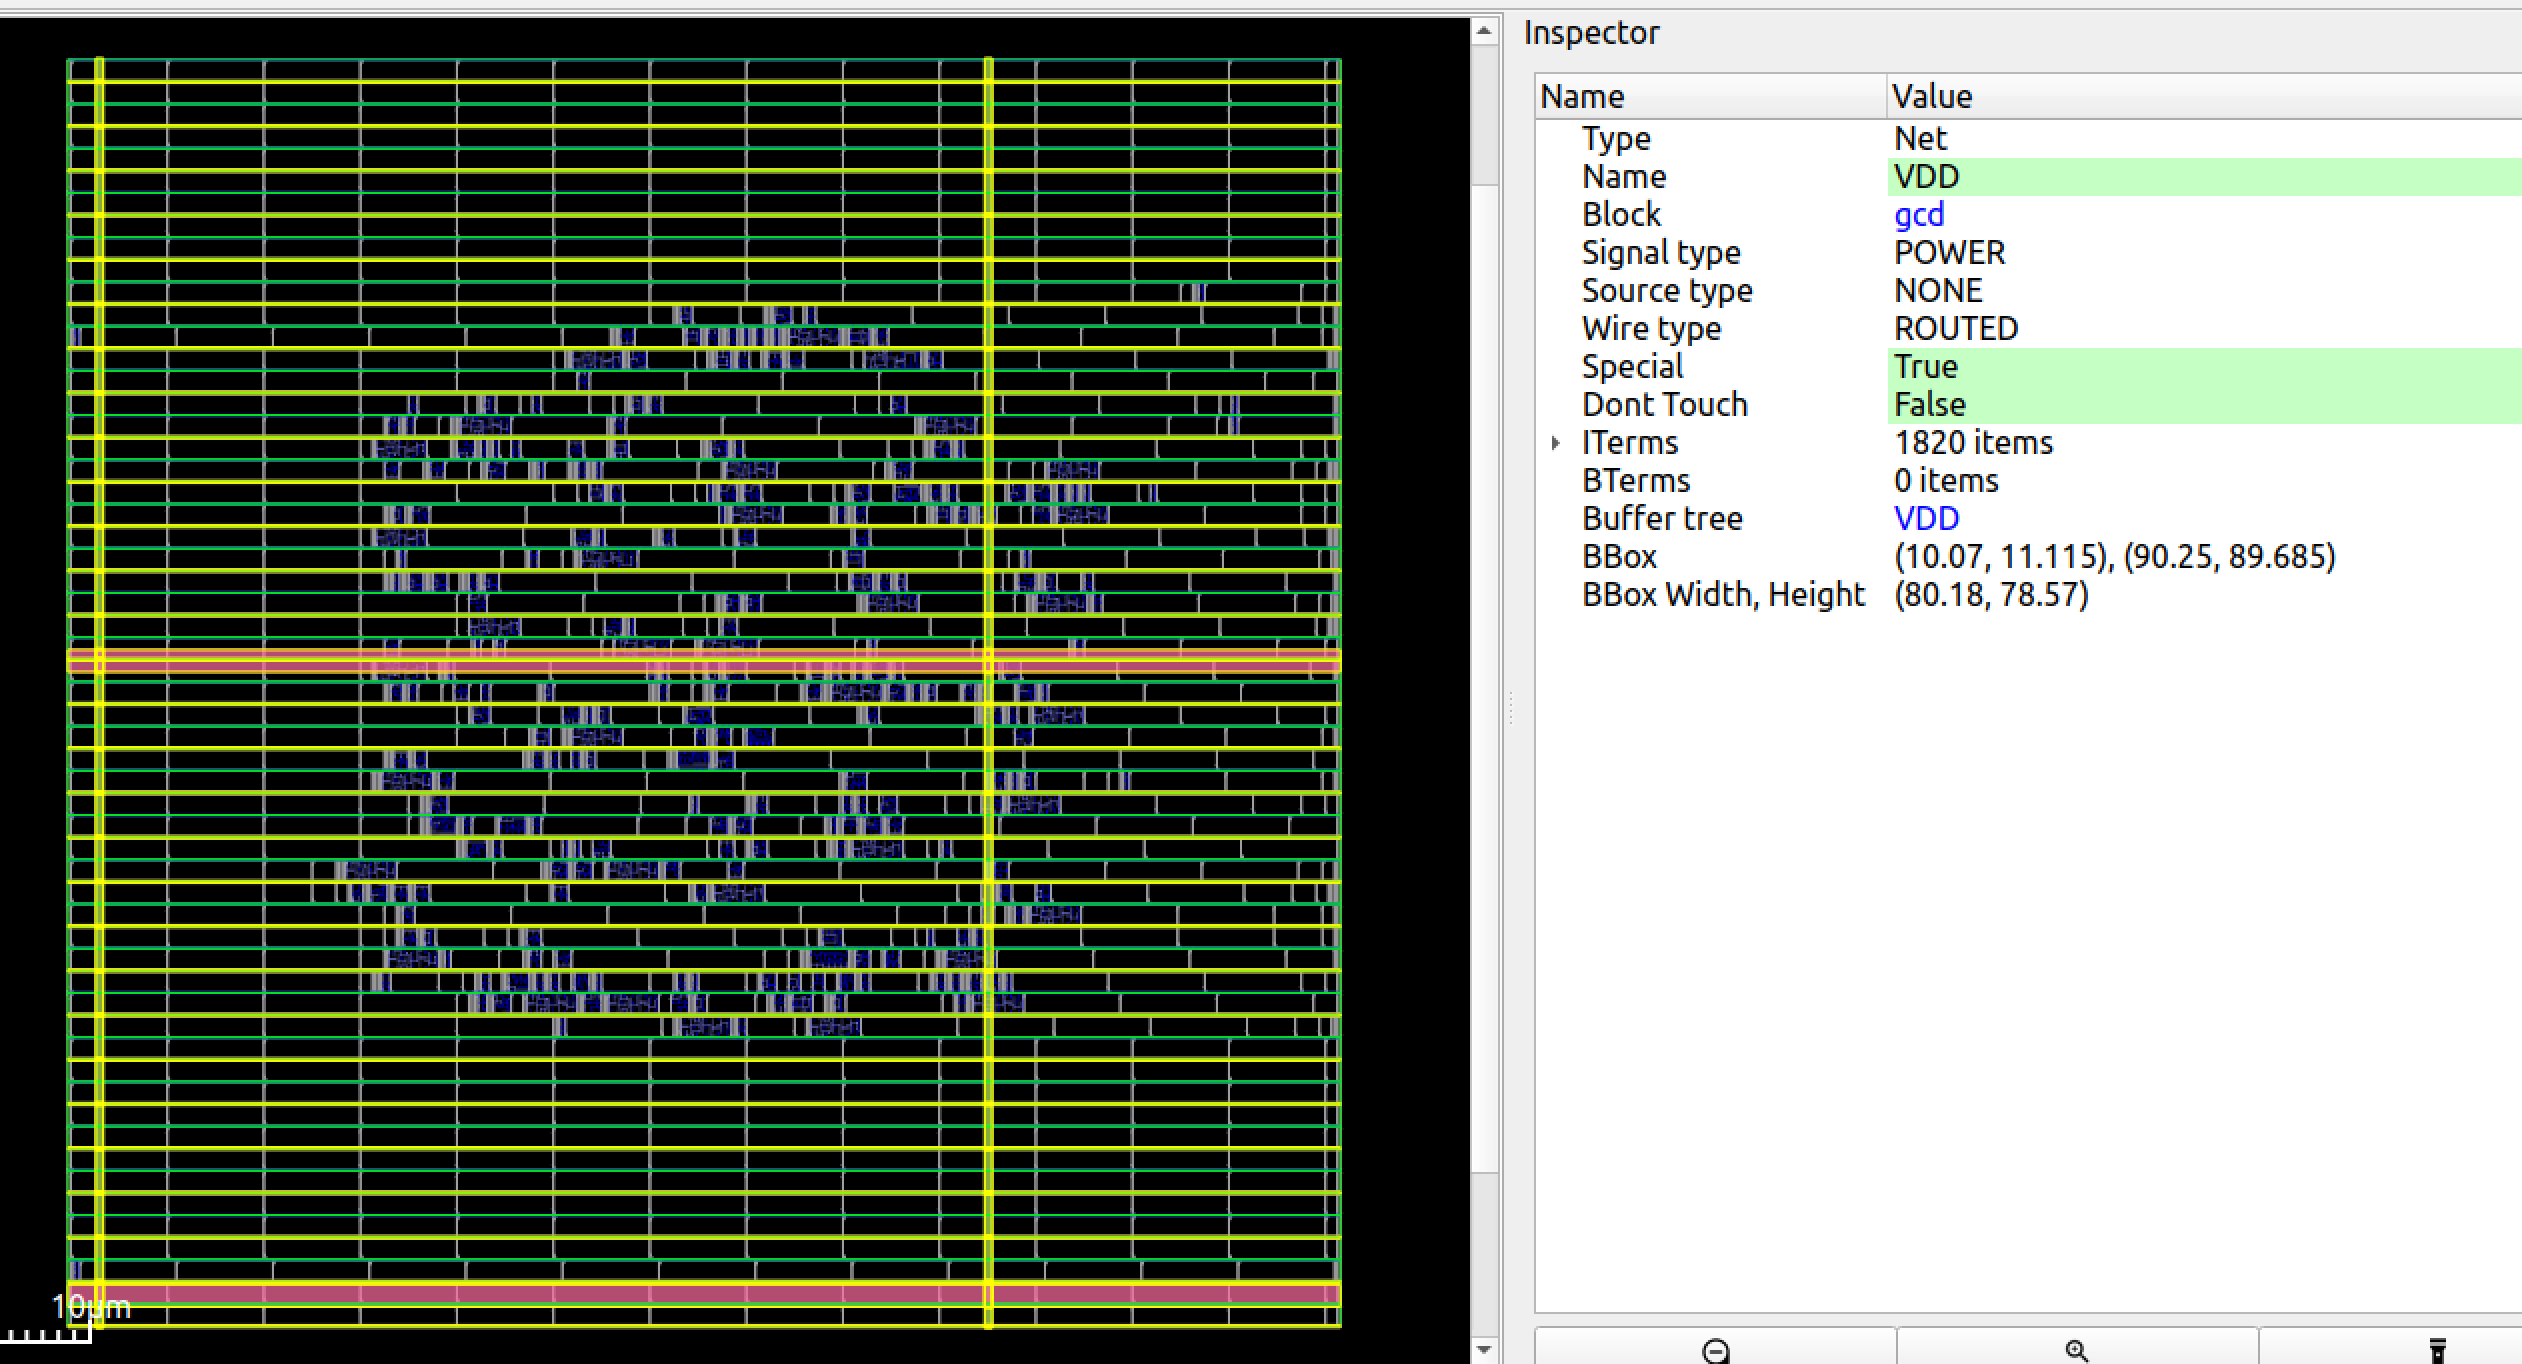 Inspector
Name Value
Type Net
Name VDD
Block gcd
Signal type POWER
Source type NONE
Wire type ROUTED
Special True
Dont Touch False
ITerms 1820 items
BTerms 0 items
Buffer tree VDD
BBox (10.07, 11.115), (90.25, 89.685)
BBox Width, Height (80.18, 78.57)
10µm